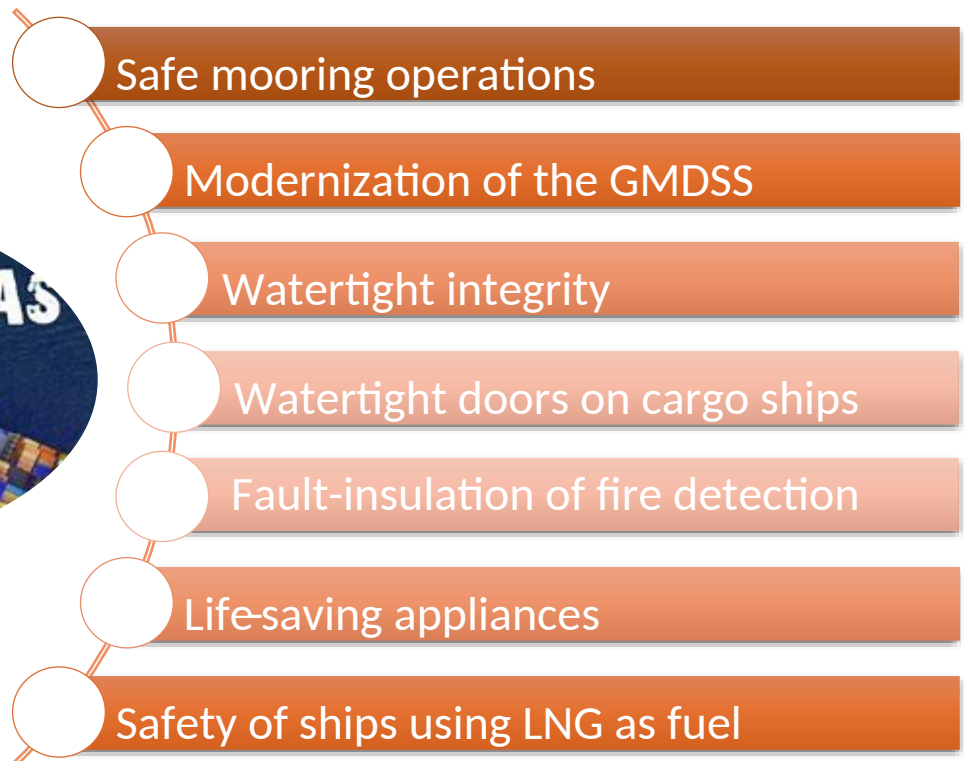 Safe mooring operations
Modernization of the GMDSS
Watertight integrity
AS
Watertight doors on cargo ships
Fault-insulation of fire detection
Life-saving appliances
Safety of ships using LNG as fuel